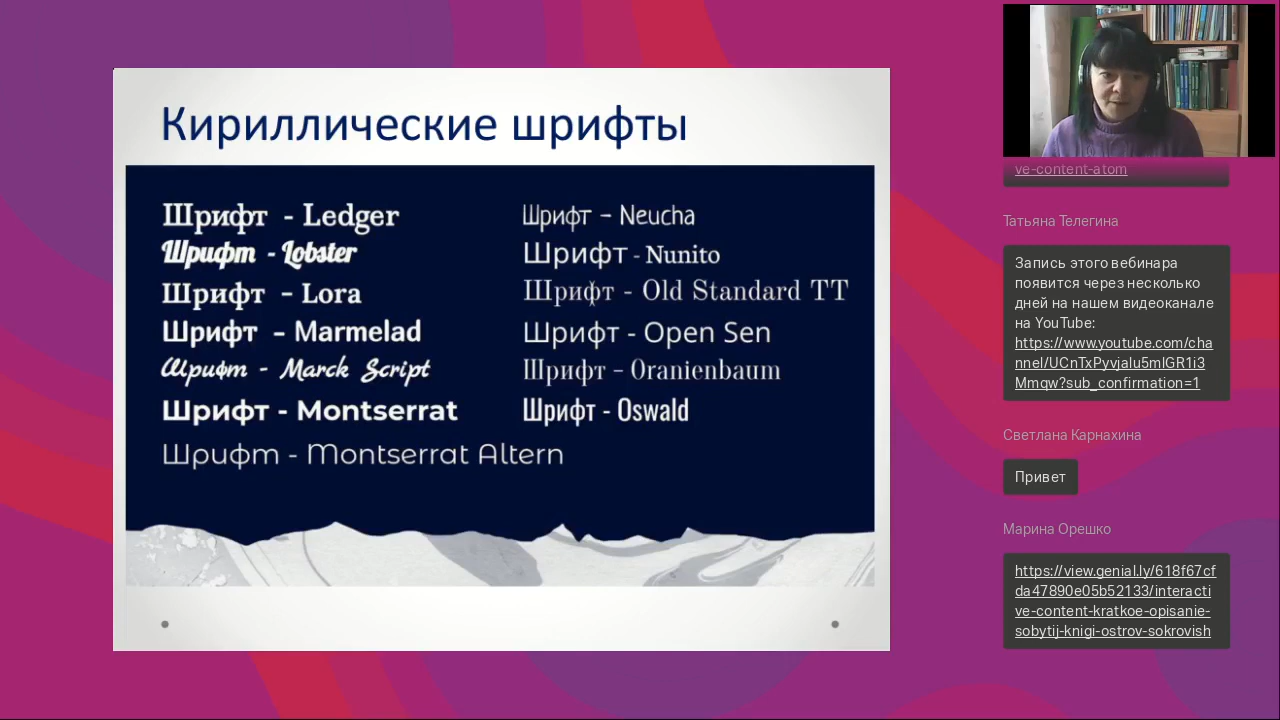 Кириллические шрифты
Шрифт - Ledger
Шрифт - Lobster
Шрифт - Lora
Шрифт - Marmelad
Шрифт - Marck Script
Шрифт - Montserrat
Шрифт - Montserrat Altern
Шрифт - Neucha
Шрифт - Nunito
Шрифт - Old Standard TT
Шрифт - Open Sen
Шрифт - Oranienbaum
Шрифт - Oswald
ve-content-atom
Татьяна Телегина
Запись этого вебинара
появится через несколько
дней на нашем видеоканале
на YouTube:
https://www.youtube.com/cha
nnel/UCnTxPyvjalu5mlGR1i3
Mmqw?sub_confirmation=1
Светлана Карнахина
Привет
Марина Орешко
https://view.genial.ly/618f67cf
da47890e05b52133/interacti
ve-content-kratkoe-opisanie-
sobytij-knigi-ostrov-sokrovish